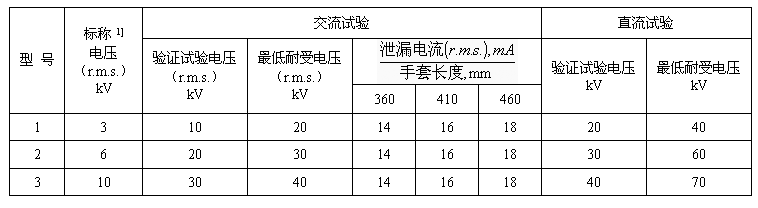 型 号 标称 1] 电压 (r.m.s.) kV 交流试验 直流试验
验证试验电压 (r.m.s.) kV 最低耐受电压 (r.m.s.) kV 泄漏电流(r.m.s.),mA 手套长度,mm 验证试验电压 kV 最低耐受电压 kV
360 410 460
1 3 10 20 14 16 18 20 40
2 6 20 30 14 16 18 30 60
3 10 30 40 14 16 18 40 70